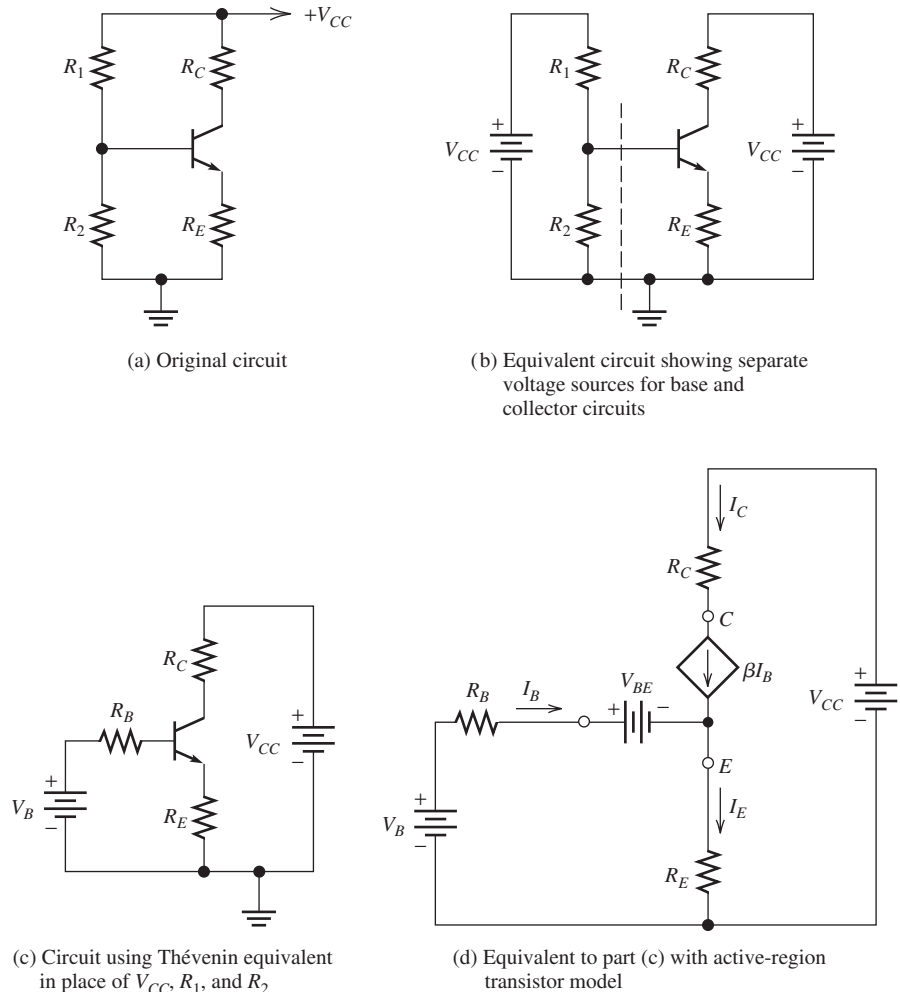 +V_CC
R_1
R_C
R_2
R_E
(a) Original circuit
R_1
R_C
+
V_CC
−
+
V_CC
−
R_2
R_E
(b) Equivalent circuit showing separate
voltage sources for base and
collector circuits
R_C
R_B
+
V_CC
−
+
V_B
−
R_E
(c) Circuit using Thévenin equivalent
in place of V_CC, R_1, and R_2
I_C
R_C
C
βI_B
R_B
I_B
V_BE
+ −
+
V_CC
−
E
I_E
+
V_B
−
R_E
(d) Equivalent to part (c) with active-region
transistor model